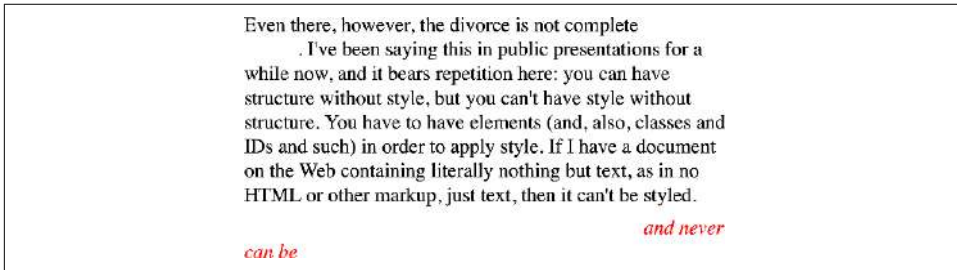 Even there, however, the divorce is not complete
. I've been saying this in public presentations for a
while now, and it bears repetition here: you can have
structure without style, but you can't have style without
structure. You have to have elements (and, also, classes and
IDs and such) in order to apply style. If I have a document
on the Web containing literally nothing but text, as in no
HTML or other markup, just text, then it can't be styled.
and never
can be